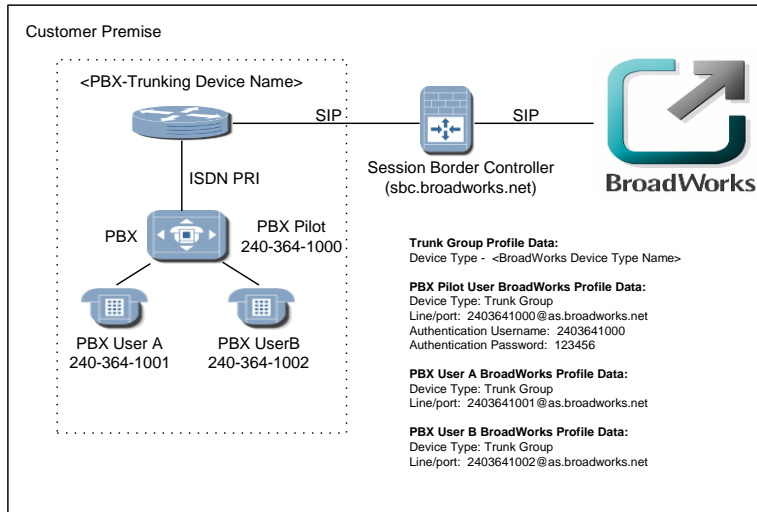 Customer Premise
<PBX-Trunking Device Name>
SIP
SIP
Session Border Controller
(sbc.broadworks.net)
BroadWorks
ISDN PRI
PBX
PBX Pilot
240-364-1000
PBX User A
240-364-1001
PBX UserB
240-364-1002
Trunk Group Profile Data:
Device Type - <BroadWorks Device Type Name>
PBX Pilot User BroadWorks Profile Data:
Device Type: Trunk Group
Line/port: 2403641000@as.broadworks.net
Authentication Username: 2403641000
Authentication Password: 123456
PBX User A BroadWorks Profile Data:
Device Type: Trunk Group
Line/port: 2403641001@as.broadworks.net
PBX User B BroadWorks Profile Data:
Device Type: Trunk Group
Line/port: 2403641002@as.broadworks.net